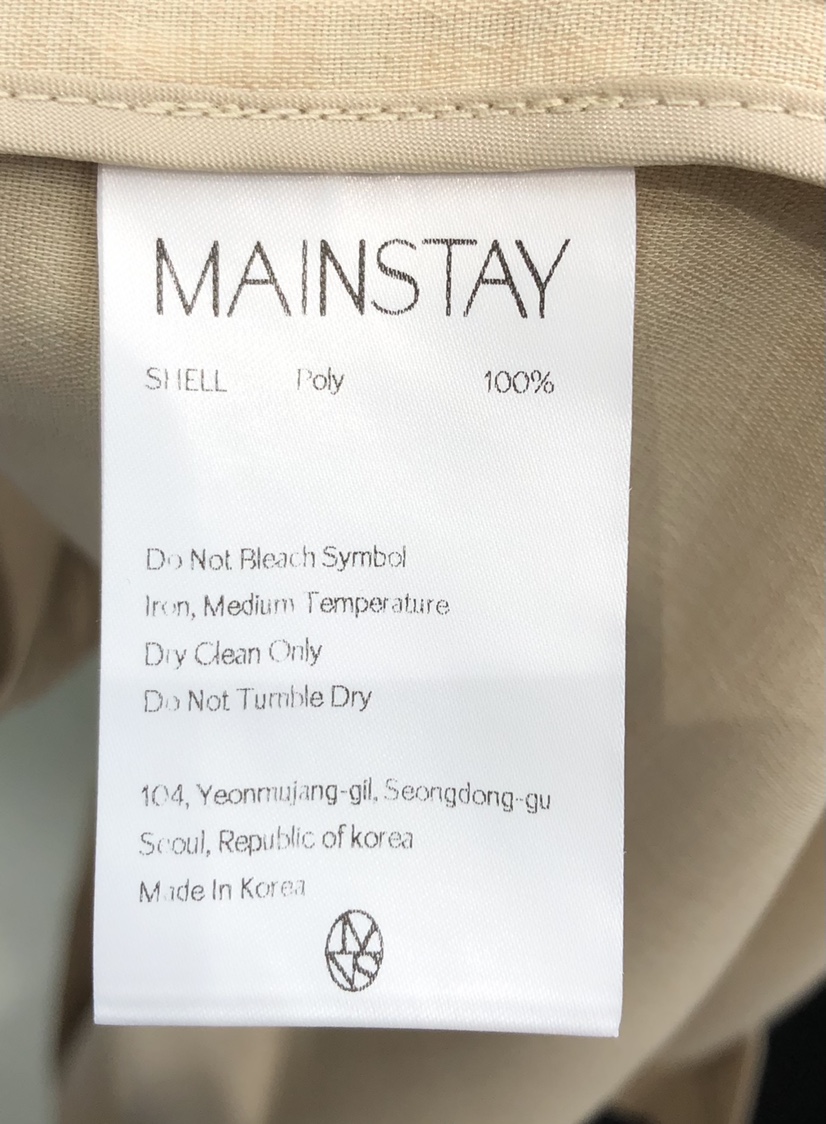 MAINSTAY
SHELL Poly 100%
Do Not Bleach Symbol
Iron, Medium Temperature
Dry Clean Only
Do Not Tumble Dry
104, Yeonmujang-gil, Seongdong-gu
Seoul, Republic of korea
Made In Korea
MNS